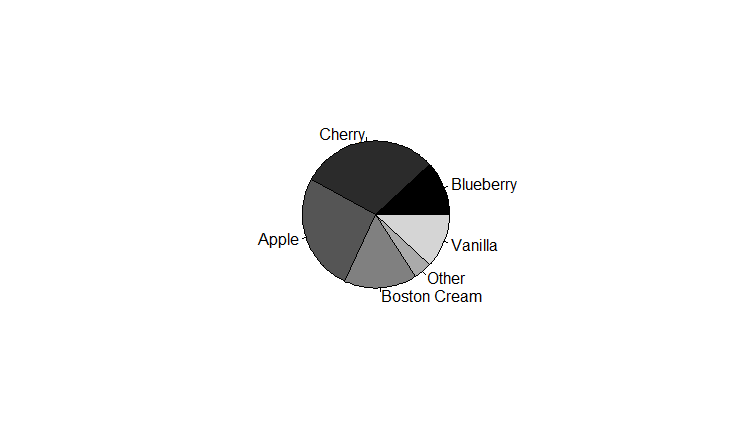 Cherry
Blueberry
Apple
Vanilla
Other
Boston Cream